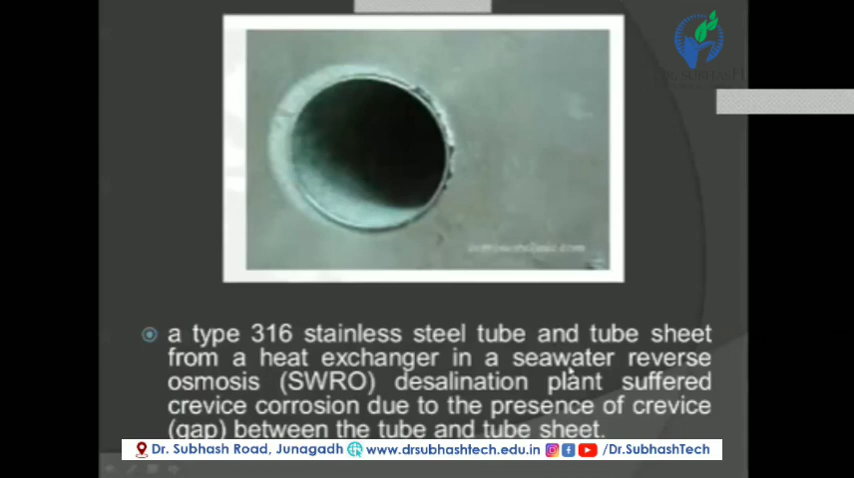 a type 316 stainless steel tube and tube sheet
from a heat exchanger in a seawater reverse
osmosis (SWRO) desalination plant suffered
crevice corrosion due to the presence of crevice
(gap) between the tube and tube sheet.
Dr. Subhash Road, Junagadh www.drsubhashtech.edu.in /Dr.SubhashTech